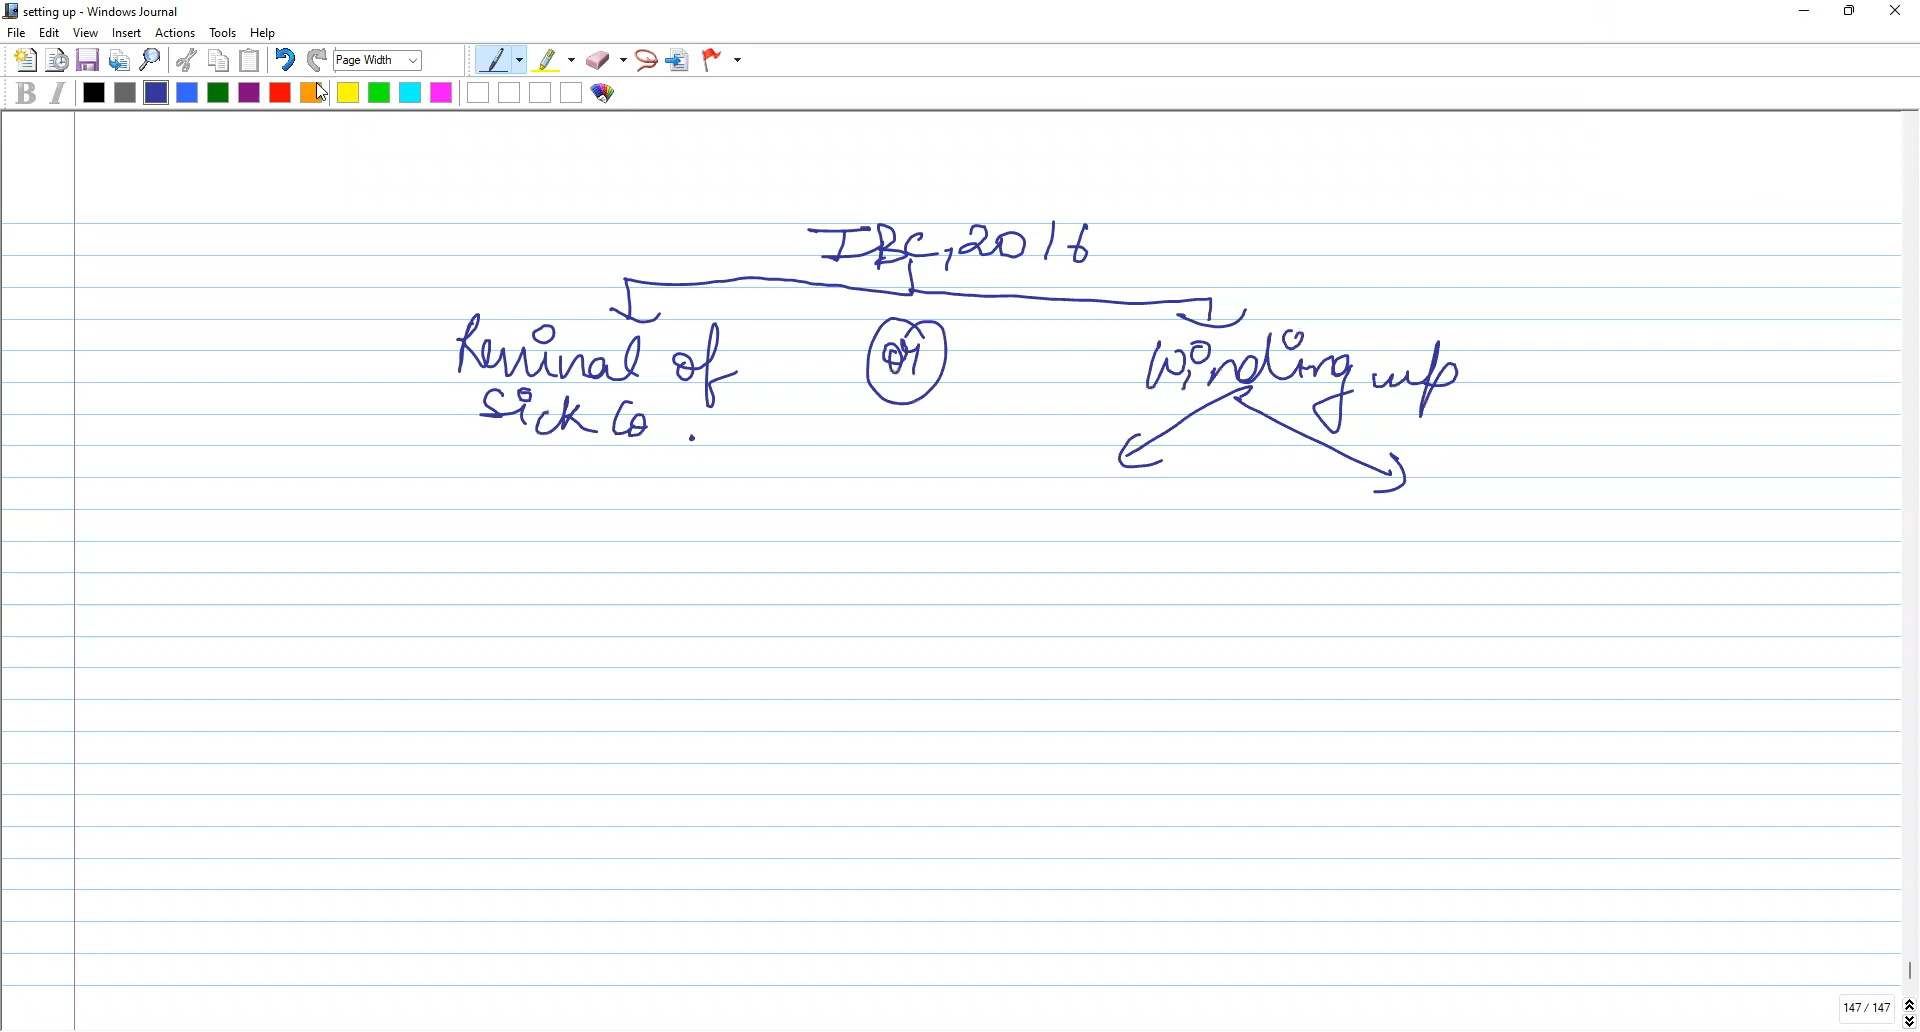 setting up - Windows Journal
File Edit View Insert Actions Tools Help
Page Width
B I
IBC, 2016
Revival of
sick Co.
or
Winding up
147 / 147